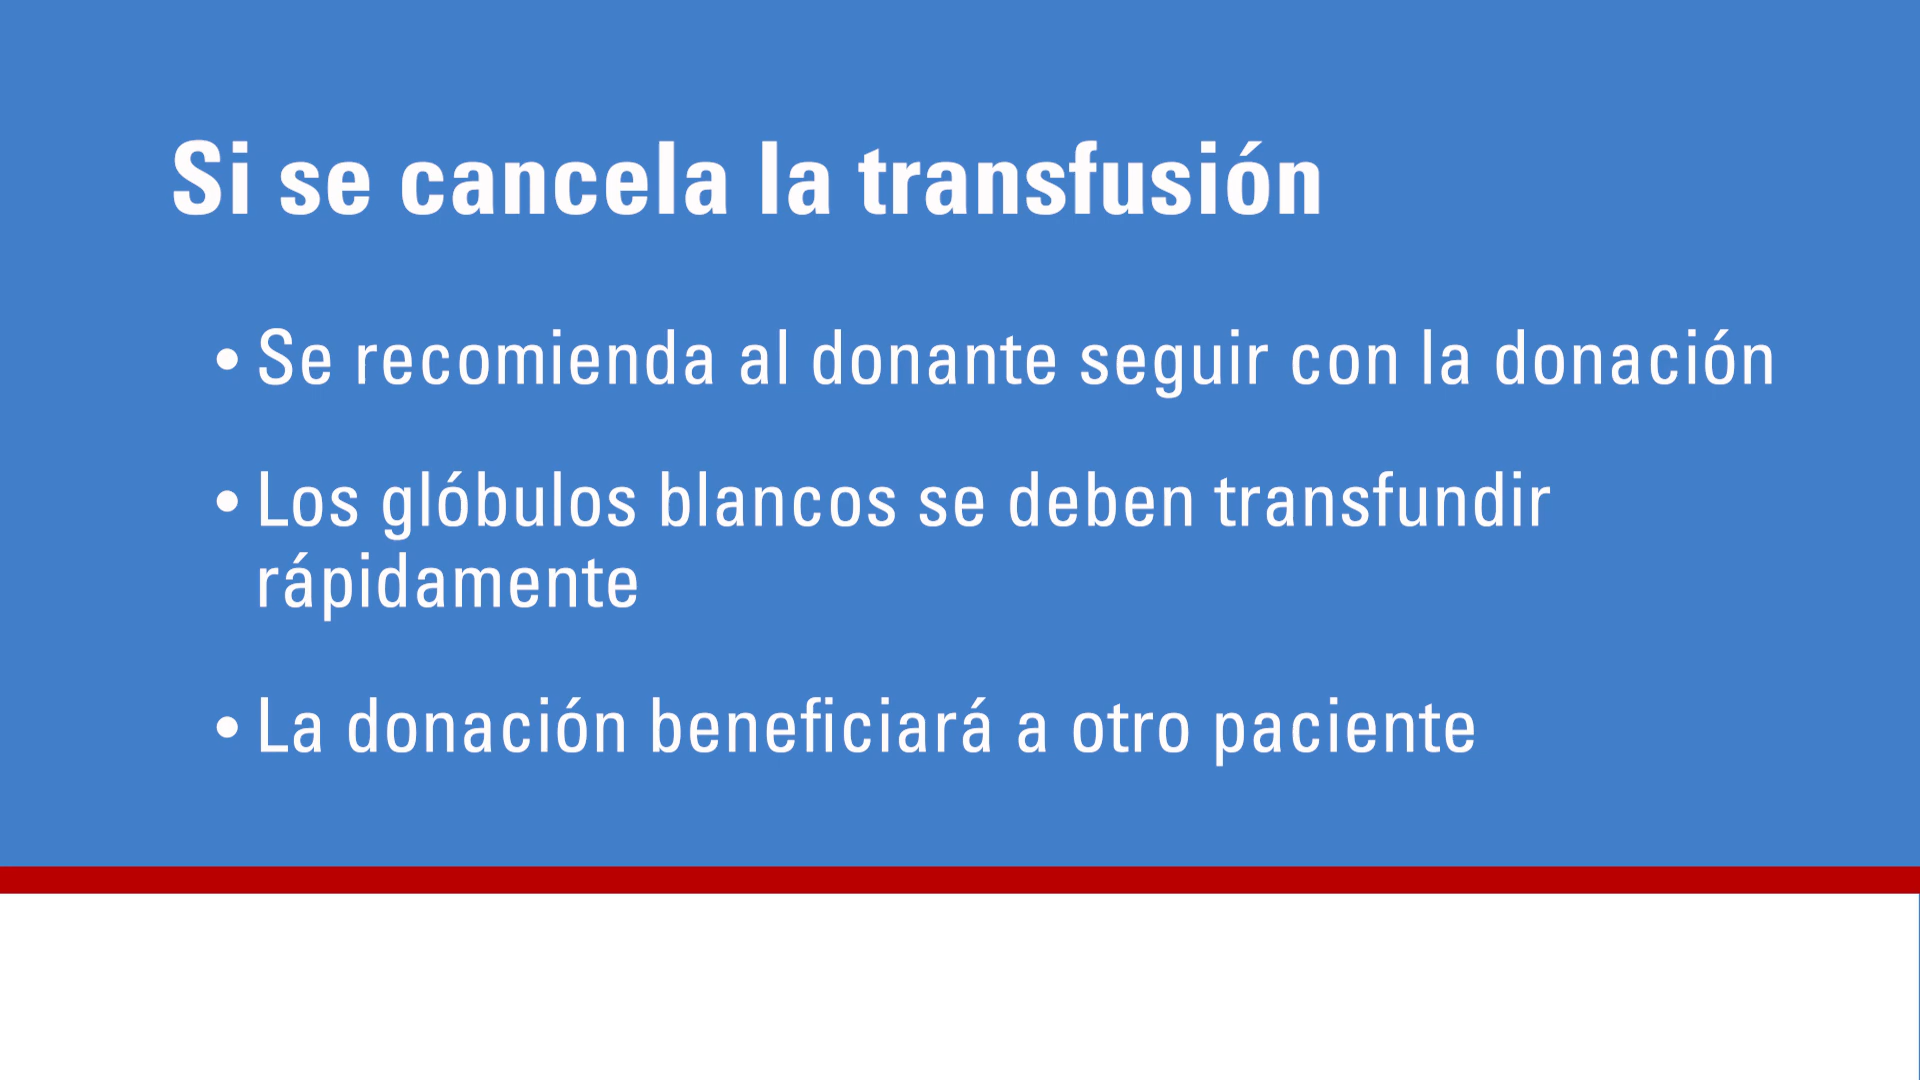 Si se cancela la transfusión
• Se recomienda al donante seguir con la donación
• Los glóbulos blancos se deben transfundir
rápidamente
• La donación beneficiará a otro paciente